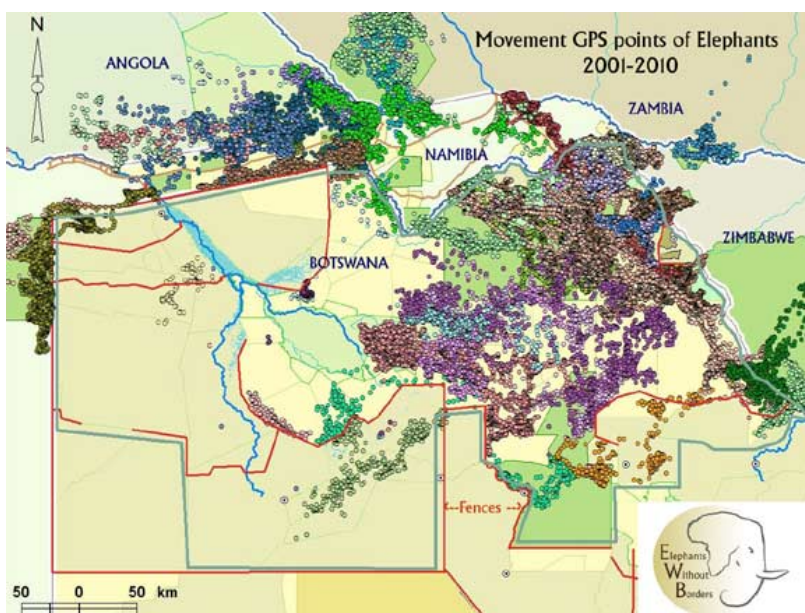 N
Movement GPS points of Elephants
2001-2010
ANGOLA
ZAMBIA
NAMIBIA
ZIMBABWE
BOTSWANA
--Fences--
50 0 50 km
Elephants
Without
Borders